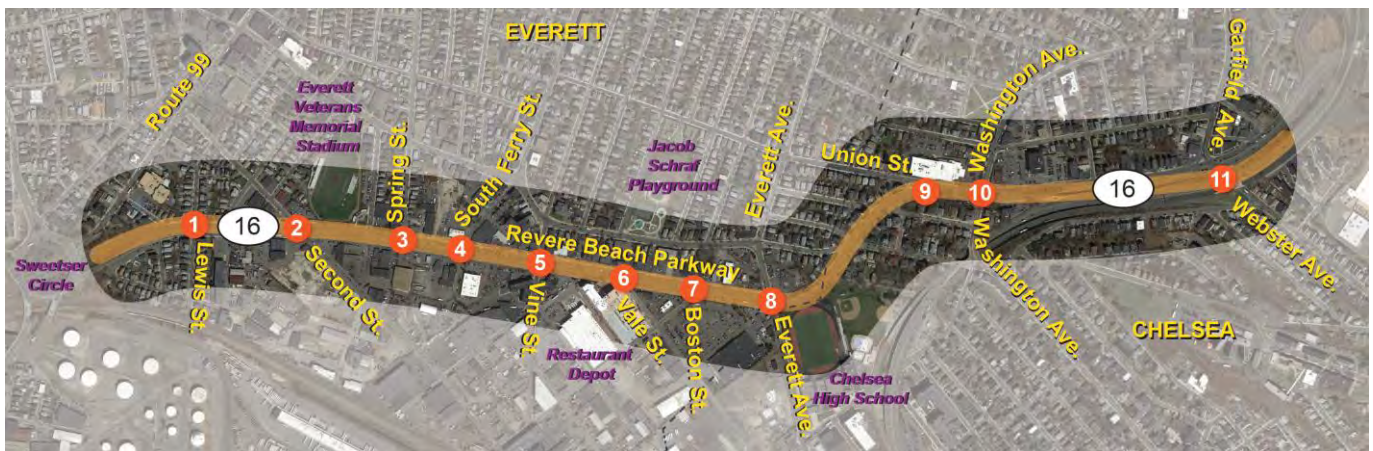 EVERETT
Route 99
Everett
Veterans
Memorial
Stadium
Spring St.
South Ferry St.
Jacob
Schraf
Playground
Everett Ave.
Union St.
Washington Ave.
Garfield Ave.
Sweetser
Circle
1
16
2
3
4
5
6
7
8
9
10
16
11
Revere Beach Parkway
Lewis St.
Second St.
Vine St.
Vale St.
Boston St.
Everett Ave.
Washington Ave.
Webster Ave.
Restaurant
Depot
Chelsea
High School
CHELSEA